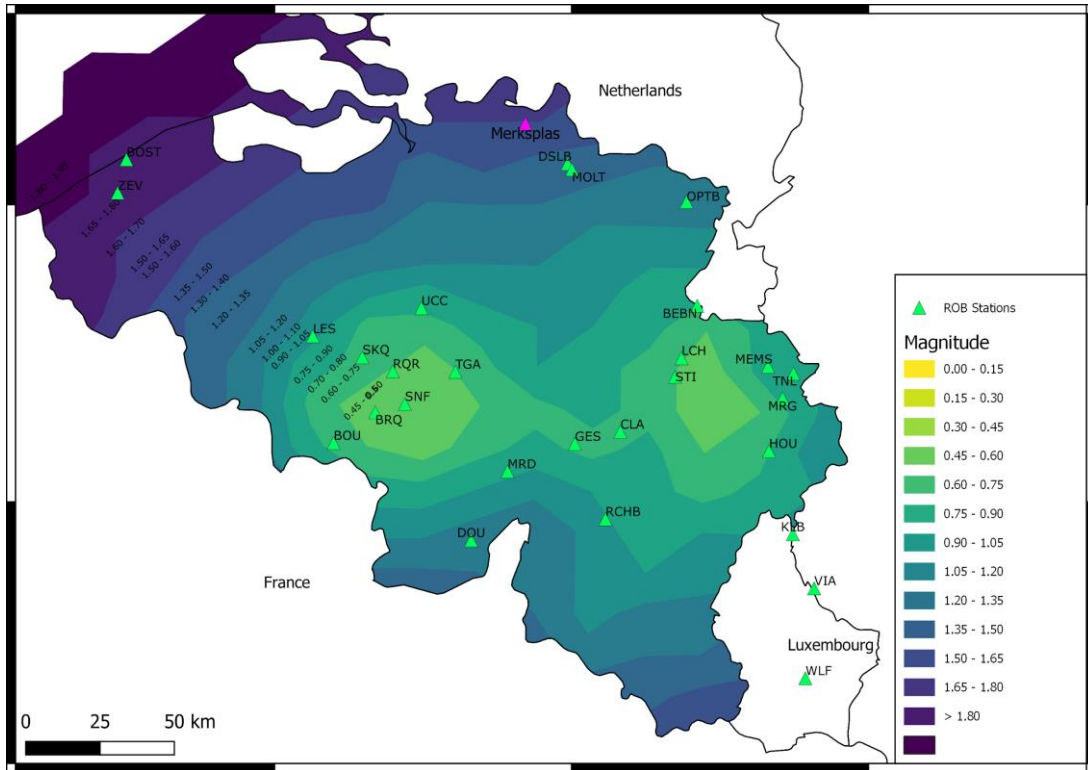 Netherlands
Merksplas
BOST
DSLB
MOLT
ZEV
OPTB
1.65 - 1.80
1.60 - 1.70
1.50 - 1.65
1.50 - 1.60
1.35 - 1.50
1.30 - 1.40
1.20 - 1.35
UCC
BEBN
LES
1.05 - 1.20
1.00 - 1.10
0.90 - 1.05
SKQ
LCH
MEMS
0.75 - 0.90
RQR
TGA
STI
TNL
0.70 - 0.80
0.60 - 0.75
MRG
SNF
BRQ
CLA
BOU
GES
HOU
MRD
RCHB
DOU
KLB
France
VIA
Luxembourg
WLF
0 25 50 km
ROB Stations
Magnitude
0.00 - 0.15
0.15 - 0.30
0.30 - 0.45
0.45 - 0.60
0.60 - 0.75
0.75 - 0.90
0.90 - 1.05
1.05 - 1.20
1.20 - 1.35
1.35 - 1.50
1.50 - 1.65
1.65 - 1.80
> 1.80